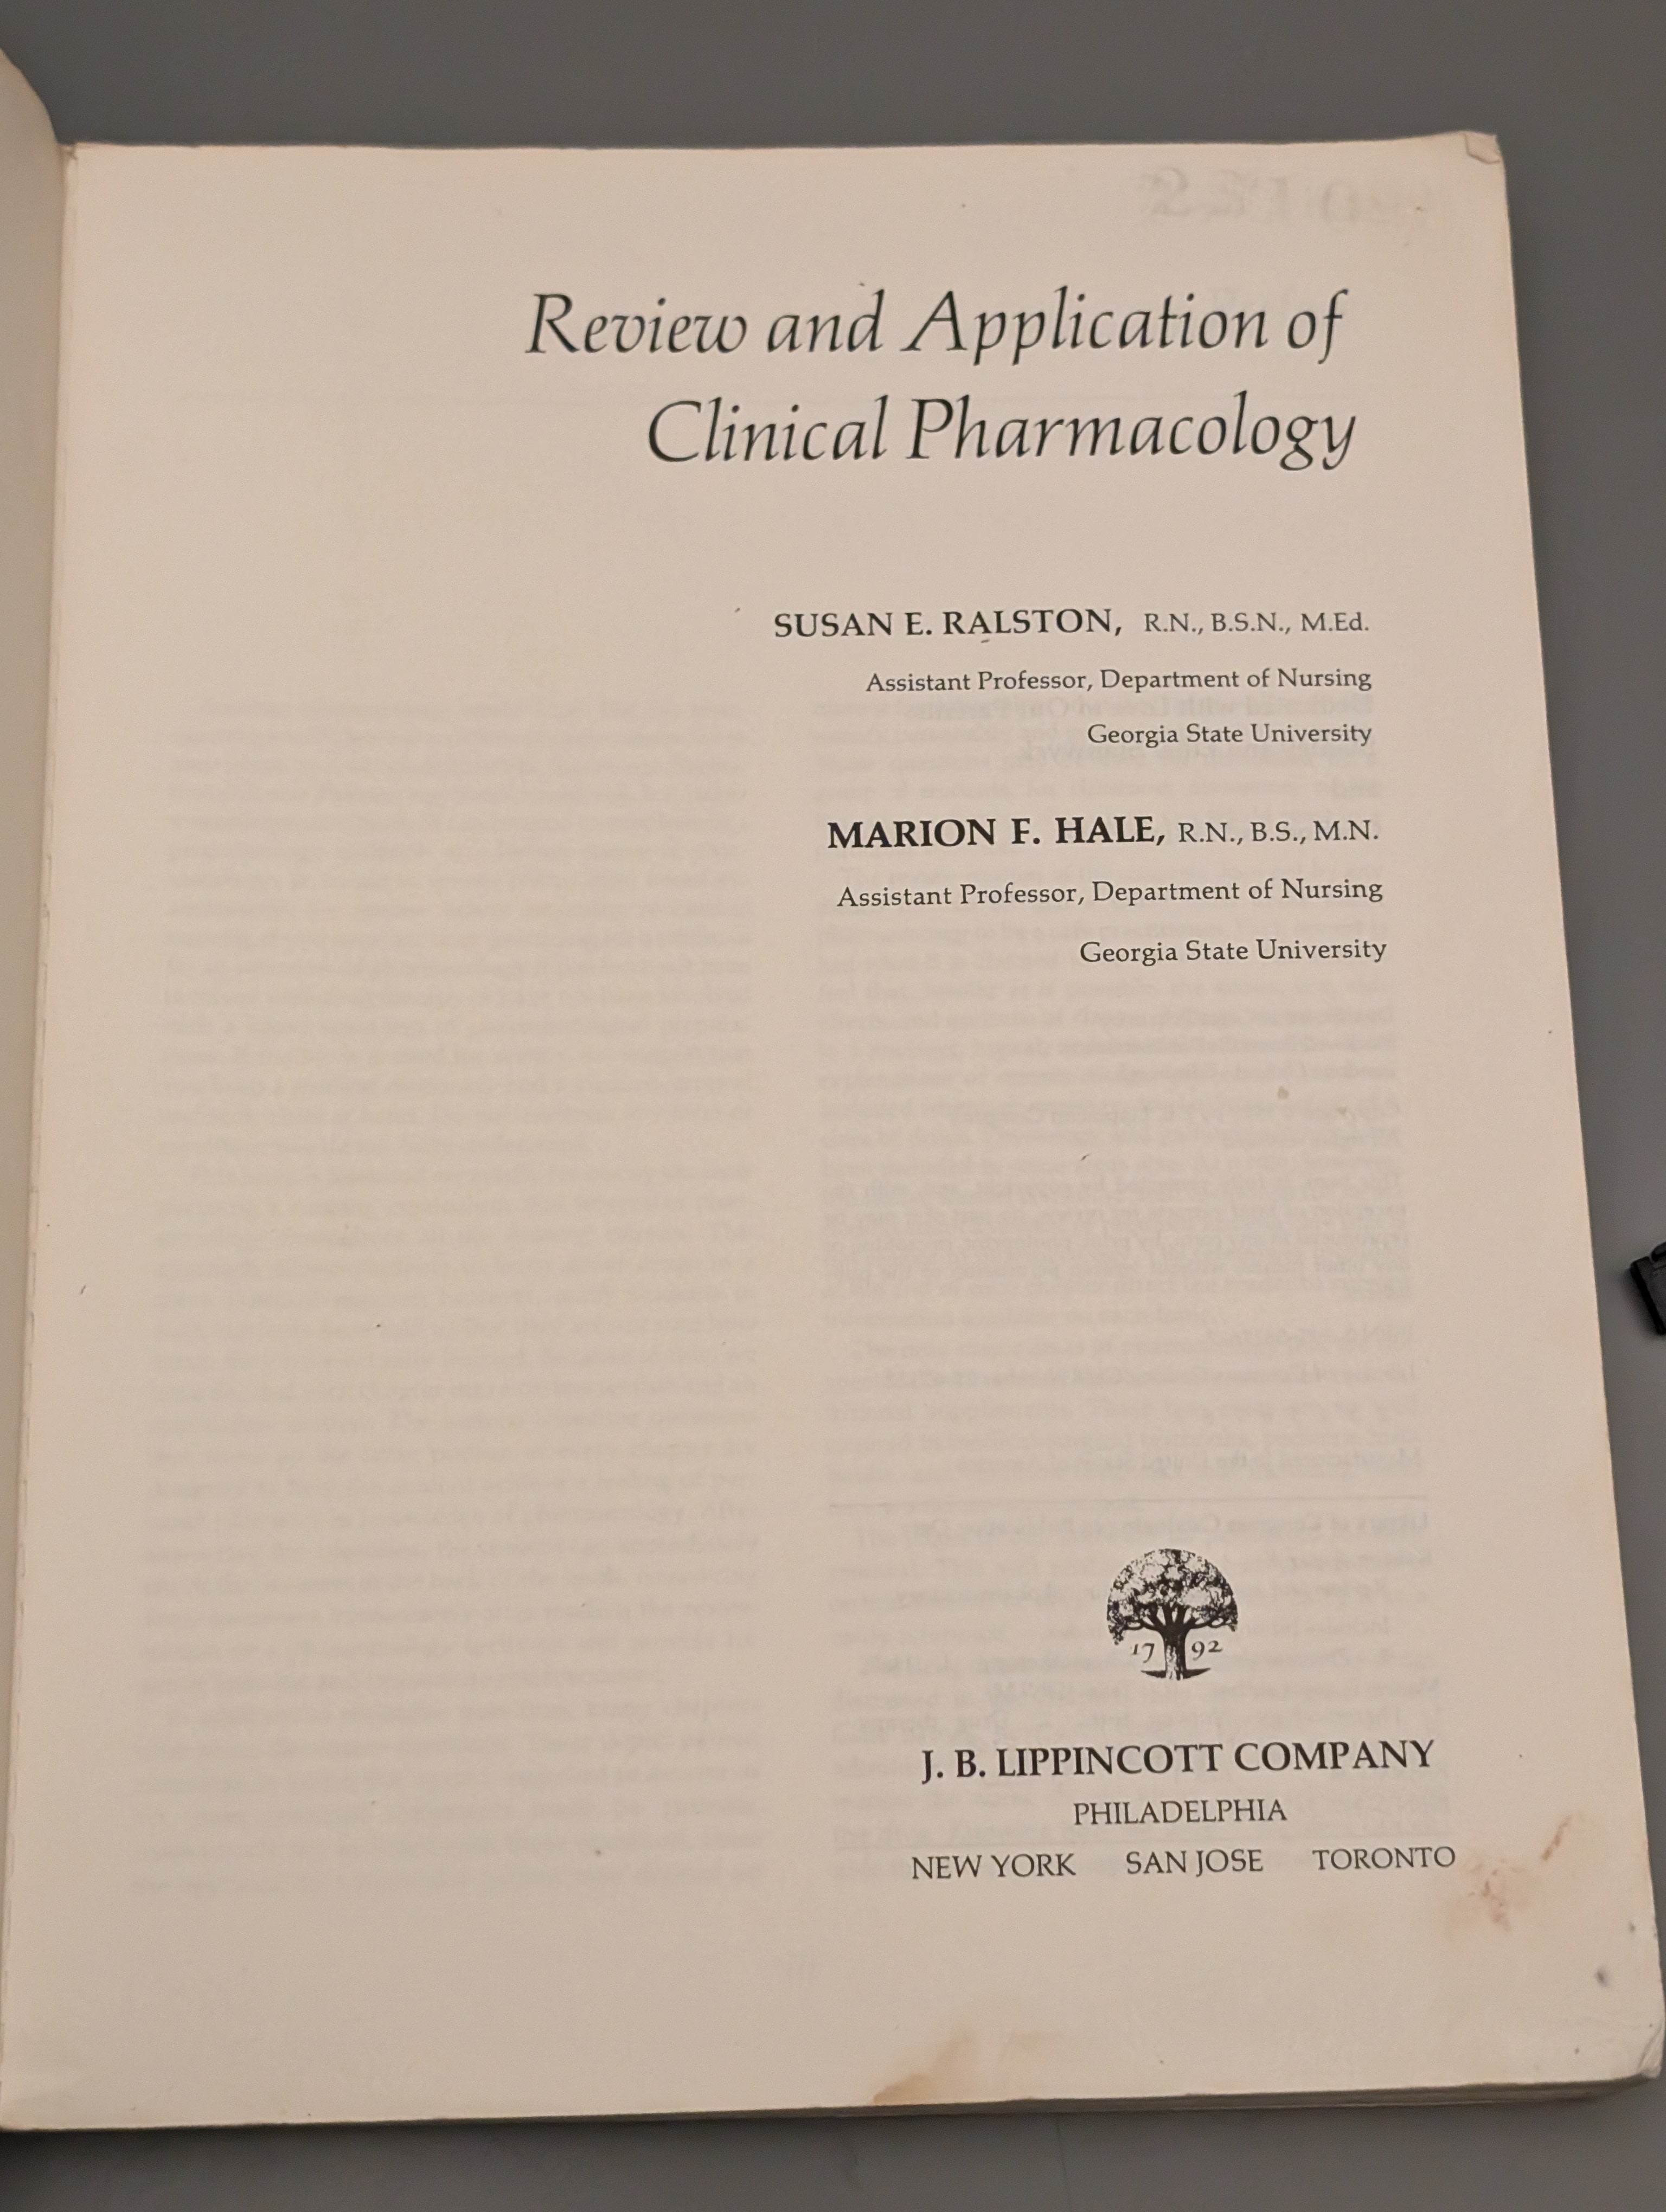 Review and Application of
Clinical Pharmacology
SUSAN E. RALSTON, R.N., B.S.N., M.Ed.
Assistant Professor, Department of Nursing
Georgia State University
MARION F. HALE, R.N., B.S., M.N.
Assistant Professor, Department of Nursing
Georgia State University
17 92
J. B. LIPPINCOTT COMPANY
PHILADELPHIA
NEW YORK SAN JOSE TORONTO